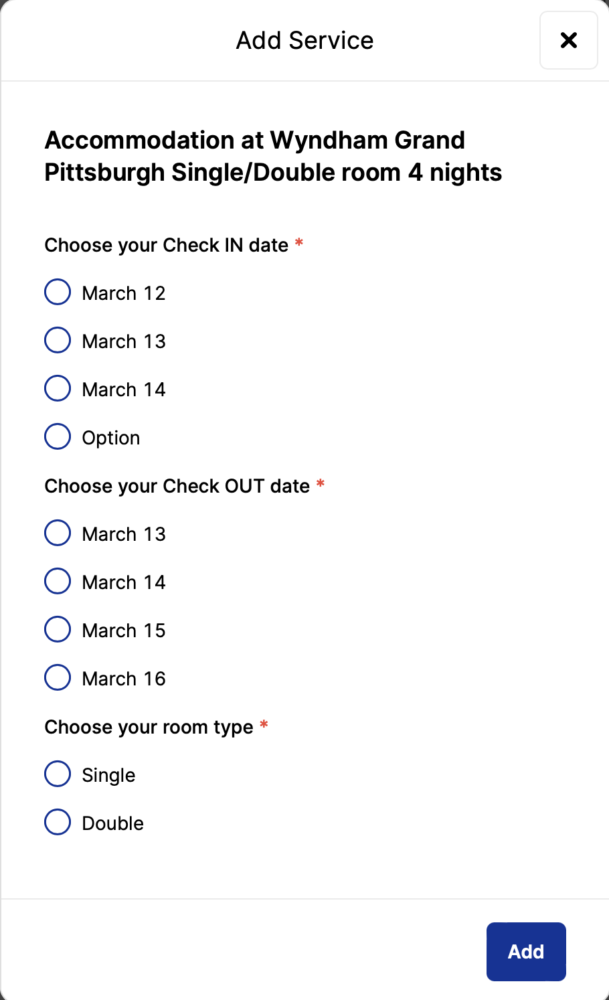 Add Service
Accommodation at Wyndham Grand
Pittsburgh Single/Double room 4 nights
Choose your Check IN date *
March 12
March 13
March 14
Option
Choose your Check OUT date *
March 13
March 14
March 15
March 16
Choose your room type *
Single
Double
Add